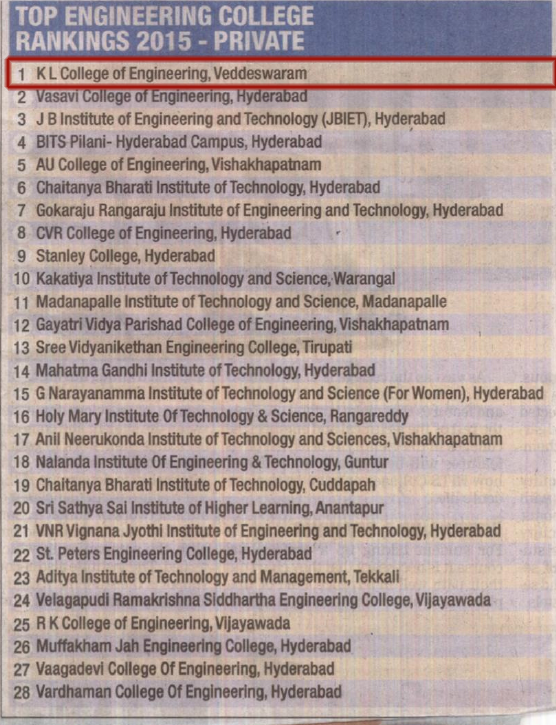 TOP ENGINEERING COLLEGE
RANKINGS 2015 - PRIVATE
1 K L College of Engineering, Veddeswaram
2 Vasavi College of Engineering, Hyderabad
3 J B Institute of Engineering and Technology (JBIET), Hyderabad
4 BITS Pilani- Hyderabad Campus, Hyderabad
5 AU College of Engineering, Vishakhapatnam
6 Chaitanya Bharati Institute of Technology, Hyderabad
7 Gokaraju Rangaraju Institute of Engineering and Technology, Hyderabad
8 CVR College of Engineering, Hyderabad
9 Stanley College, Hyderabad
10 Kakatiya Institute of Technology and Science, Warangal
11 Madanapalle Institute of Technology and Science, Madanapalle
12 Gayatri Vidya Parishad College of Engineering, Vishakhapatnam
13 Sree Vidyanikethan Engineering College, Tirupati
14 Mahatma Gandhi Institute of Technology, Hyderabad
15 G Narayanamma Institute of Technology and Science (For Women), Hyderabad
16 Holy Mary Institute Of Technology & Science, Rangareddy
17 Anil Neerukonda Institute of Technology and Sciences, Vishakhapatnam
18 Nalanda Institute Of Engineering & Technology, Guntur
19 Chaitanya Bharati Institute of Technology, Cuddapah
20 Sri Sathya Sai Institute of Higher Learning, Anantapur
21 VNR Vignana Jyothi Institute of Engineering and Technology, Hyderabad
22 St. Peters Engineering College, Hyderabad
23 Aditya Institute of Technology and Management, Tekkali
24 Velagapudi Ramakrishna Siddhartha Engineering College, Vijayawada
25 R K College of Engineering, Vijayawada
26 Muffakham Jah Engineering College, Hyderabad
27 Vaagadevi College Of Engineering, Hyderabad
28 Vardhaman College Of Engineering, Hyderabad